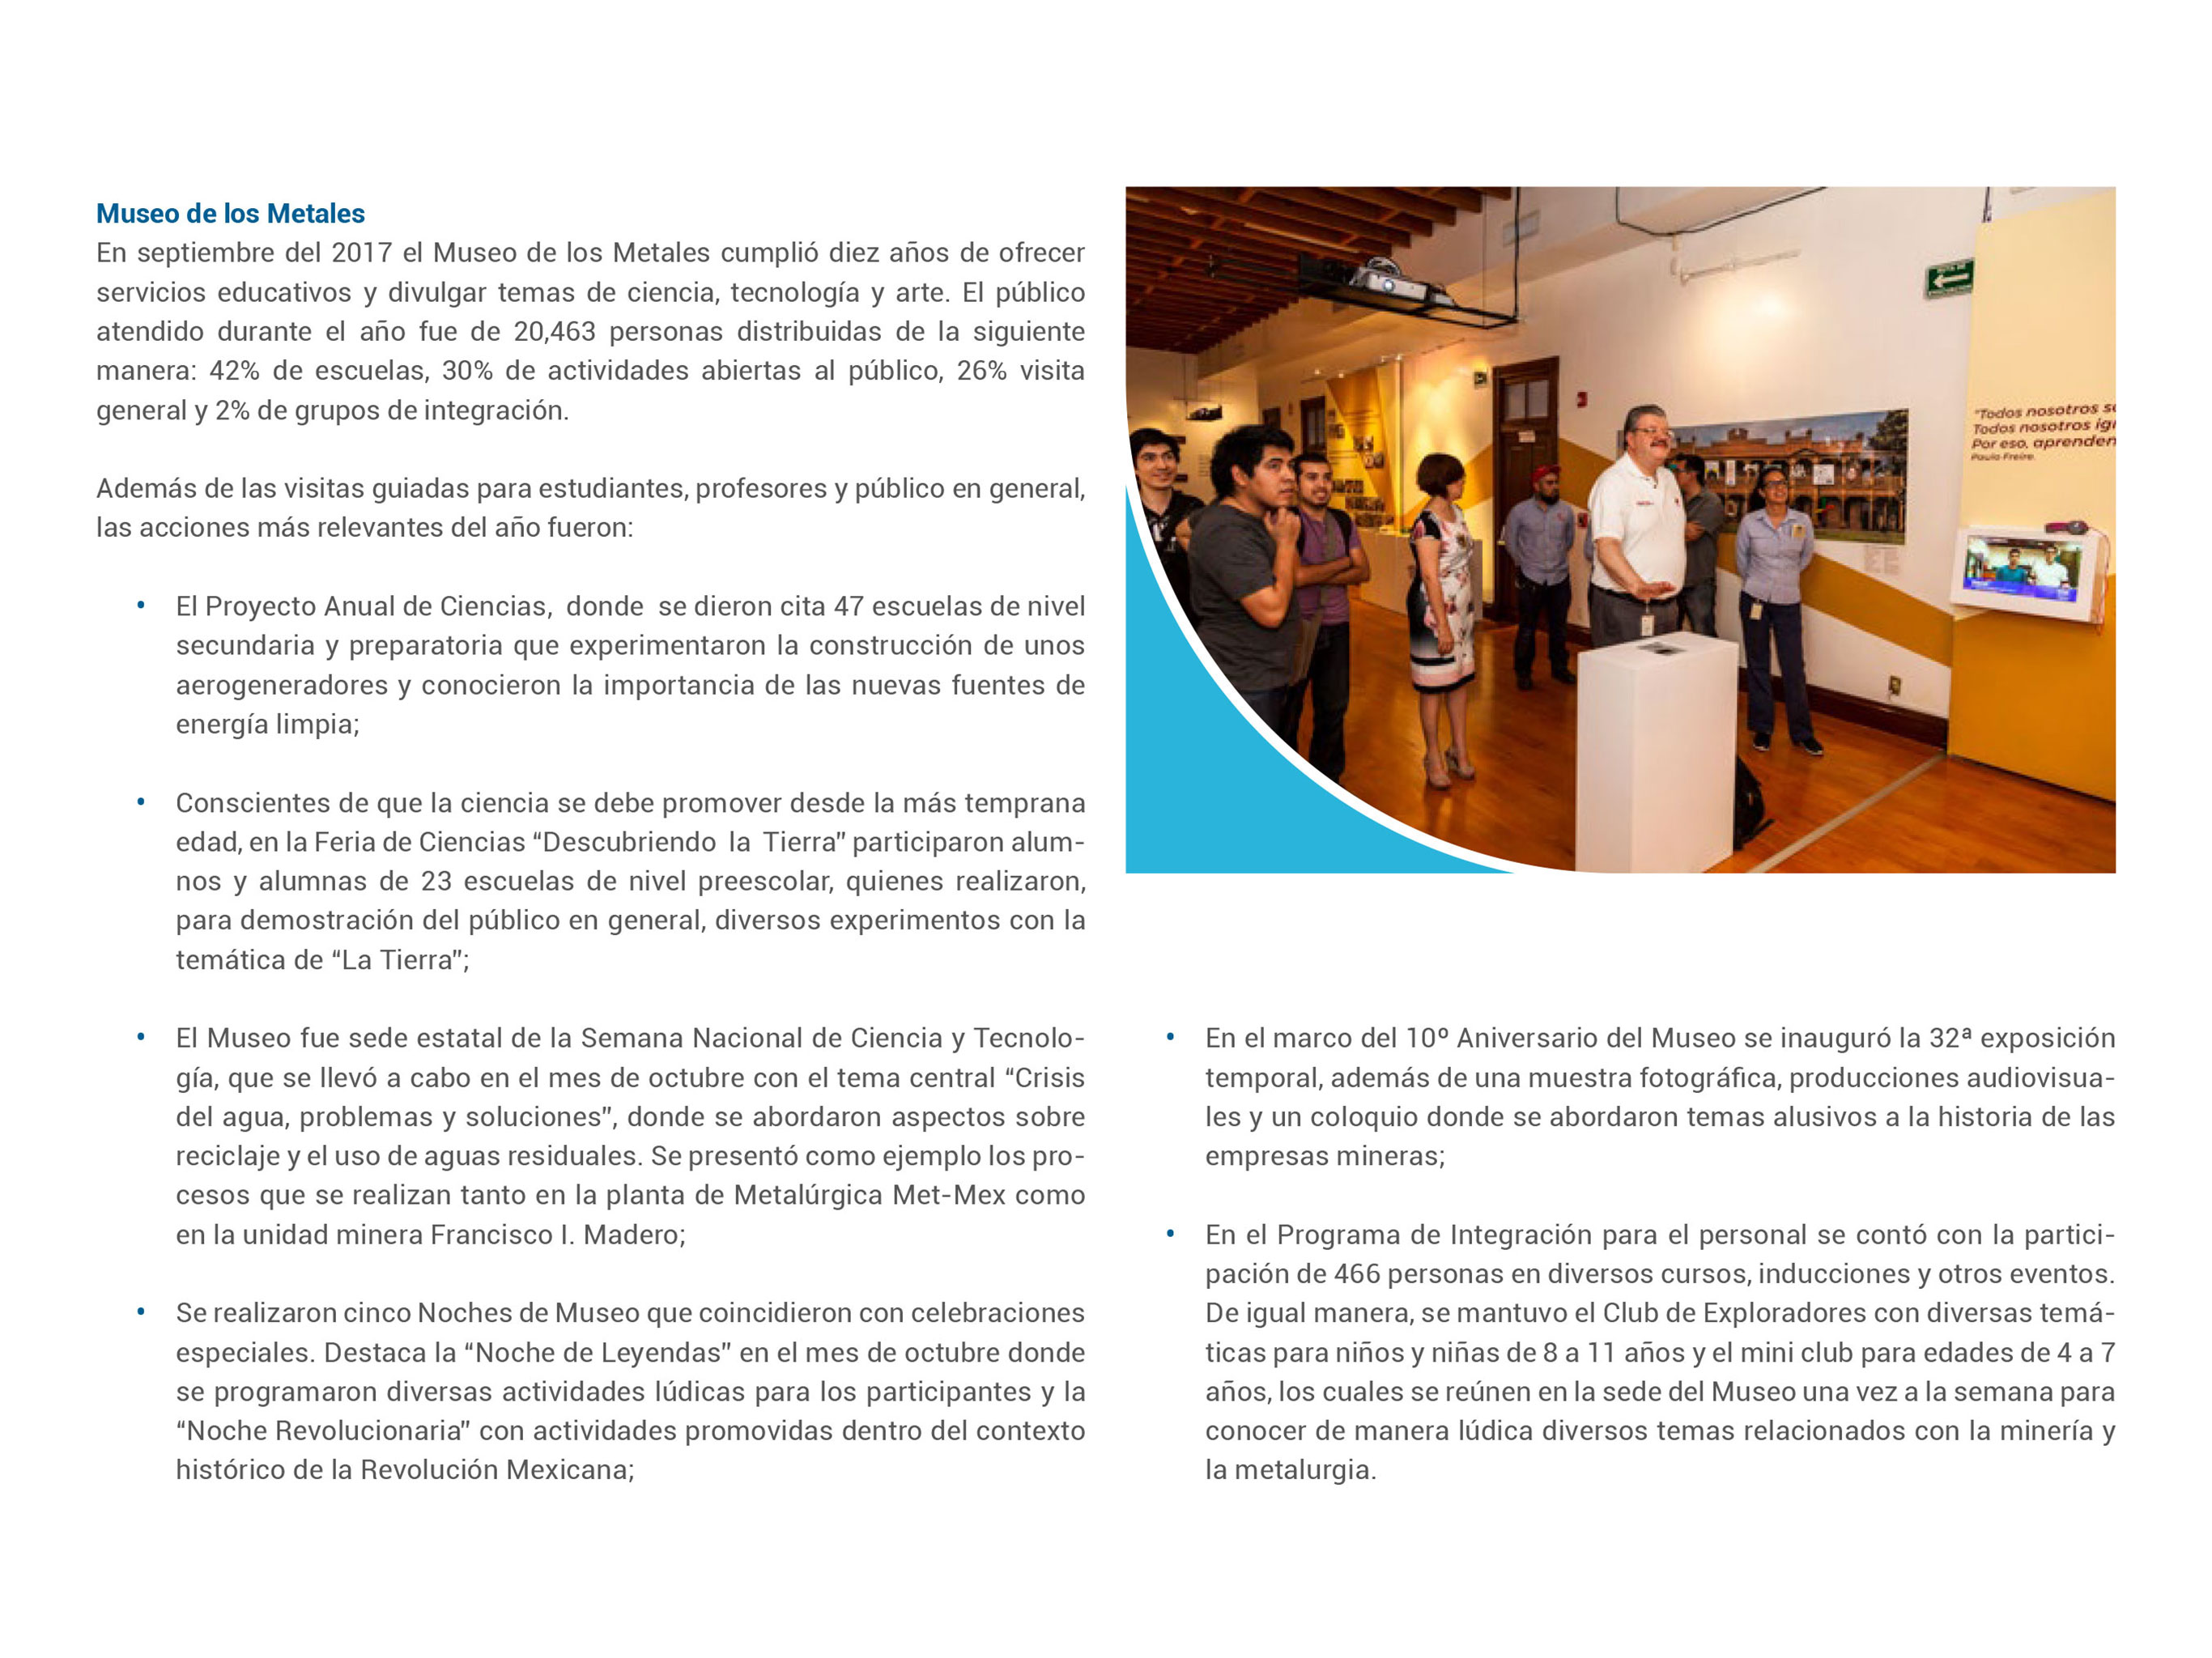 Museo de los Metales
En septiembre del 2017 el Museo de los Metales cumplió diez años de ofrecer
servicios educativos y divulgar temas de ciencia, tecnología y arte. El público
atendido durante el año fue de 20,463 personas distribuidas de la siguiente
manera: 42% de escuelas, 30% de actividades abiertas al público, 26% visita
general y 2% de grupos de integración.
Además de las visitas guiadas para estudiantes, profesores y público en general,
las acciones más relevantes del año fueron:
• El Proyecto Anual de Ciencias, donde se dieron cita 47 escuelas de nivel
secundaria y preparatoria que experimentaron la construcción de unos
aerogeneradores y conocieron la importancia de las nuevas fuentes de
energía limpia;
• Conscientes de que la ciencia se debe promover desde la más temprana
edad, en la Feria de Ciencias “Descubriendo la Tierra” participaron alum-
nos y alumnas de 23 escuelas de nivel preescolar, quienes realizaron,
para demostración del público en general, diversos experimentos con la
temática de “La Tierra”;
• El Museo fue sede estatal de la Semana Nacional de Ciencia y Tecnolo-
gía, que se llevó a cabo en el mes de octubre con el tema central “Crisis
del agua, problemas y soluciones”, donde se abordaron aspectos sobre
reciclaje y el uso de aguas residuales. Se presentó como ejemplo los pro-
cesos que se realizan tanto en la planta de Metalúrgica Met-Mex como
en la unidad minera Francisco I. Madero;
• Se realizaron cinco Noches de Museo que coincidieron con celebraciones
especiales. Destaca la “Noche de Leyendas” en el mes de octubre donde
se programaron diversas actividades lúdicas para los participantes y la
“Noche Revolucionaria” con actividades promovidas dentro del contexto
histórico de la Revolución Mexicana;
"Todos nosotros
Todos nosotros
Por eso,
Paulo Freire.
• En el marco del 10º Aniversario del Museo se inauguró la 32ª exposición
temporal, además de una muestra fotográfica, producciones audiovisua-
les y un coloquio donde se abordaron temas alusivos a la historia de las
empresas mineras;
• En el Programa de Integración para el personal se contó con la partici-
pación de 466 personas en diversos cursos, inducciones y otros eventos.
De igual manera, se mantuvo el Club de Exploradores con diversas temá-
ticas para niños y niñas de 8 a 11 años y el mini club para edades de 4 a 7
años, los cuales se reúnen en la sede del Museo una vez a la semana para
conocer de manera lúdica diversos temas relacionados con la minería y
la metalurgia.